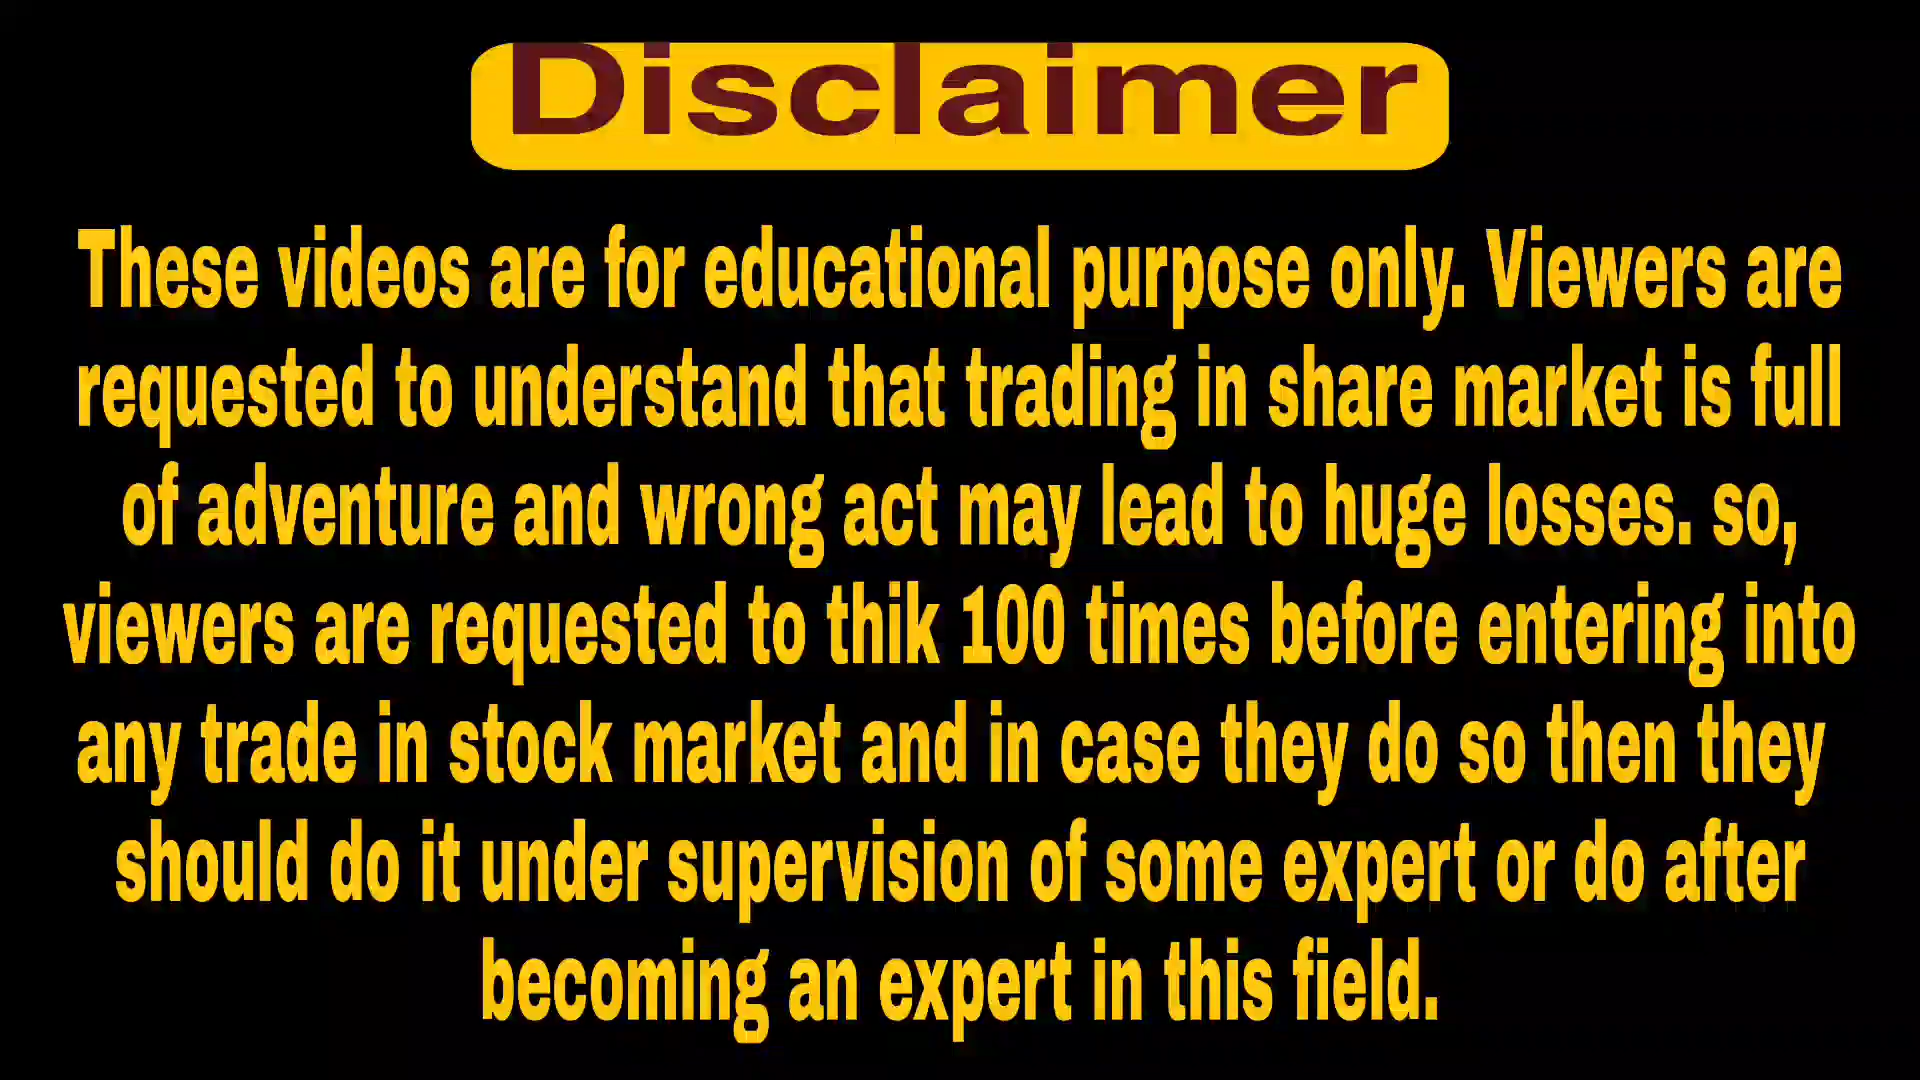 Disclaimer
These videos are for educational purpose only. Viewers are
requested to understand that trading in share market is full
of adventure and wrong act may lead to huge losses. so,
viewers are requested to thik 100 times before entering into
any trade in stock market and in case they do so then they
should do it under supervision of some expert or do after
becoming an expert in this field.